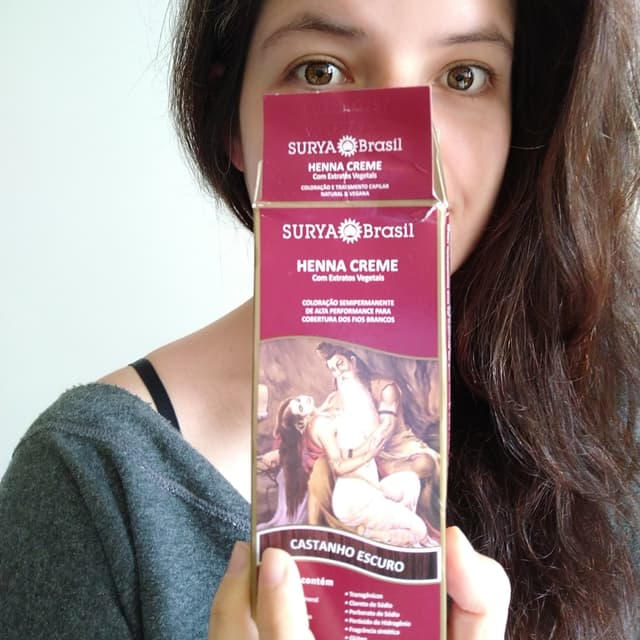 SURYA Brasil
HENNA CREME
Com Extratos Vegetais
COLORAÇÃO E TRATAMENTO CAPILAR
NATURAL & VEGANA
SURYA Brasil
HENNA CREME
Com Extratos Vegetais
COLORAÇÃO SEMIPERMANENTE
DE ALTA PERFORMANCE PARA
COBERTURA DOS FIOS BRANCOS
CASTANHO ESCURO
contém
• Transgênicos
• Cloreto de Sódio
• Perborato de Sódio
• Peróxido de Hidrogênio
• Fragrância sintética